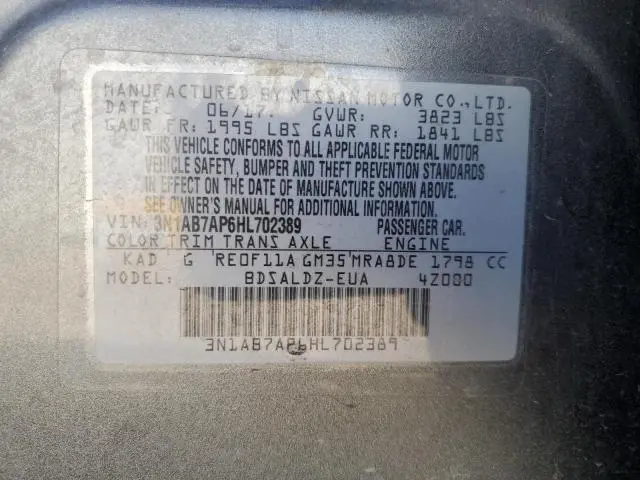 MANUFACTURED BY NISSAN MOTOR CO., LTD.
DATE: 06/17. GVWR: 3823 LBS
GAWR FR: 1995 LBS GAWR RR: 1841 LBS
THIS VEHICLE CONFORMS TO ALL APPLICABLE FEDERAL MOTOR
VEHICLE SAFETY, BUMPER AND THEFT PREVENTION STANDARDS
IN EFFECT ON THE DATE OF MANUFACTURE SHOWN ABOVE.
SEE OWNER'S MANUAL FOR ADDITIONAL INFORMATION.
VIN: 3N1AB7AP6HL702389 PASSENGER CAR.
COLOR TRIM TRANS AXLE ENGINE
KAD G RE0F11A GM35 MRA8DE 1798 CC
MODEL: BDSALDZ-EUA 4Z000
3N1AB7AP6HL702389